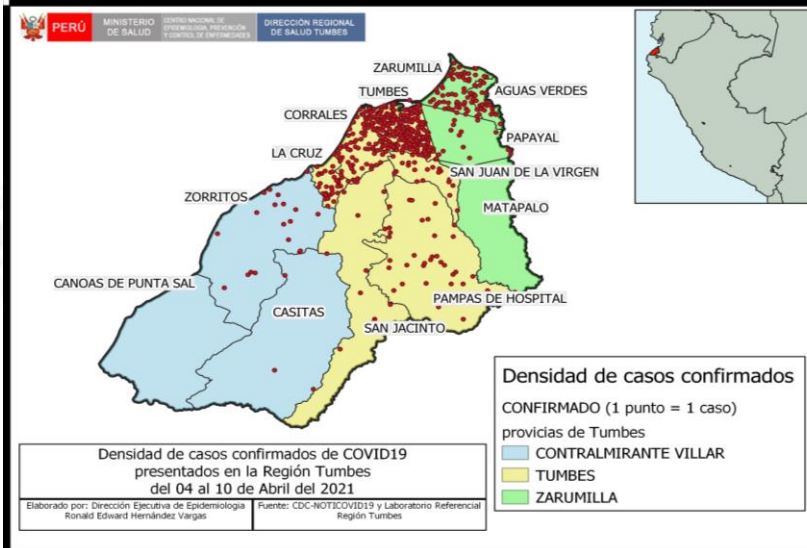 PERÚ
MINISTERIO
DE SALUD
CENTRO NACIONAL DE
EPIDEMIOLOGÍA, PREVENCIÓN
Y CONTROL DE ENFERMEDADES
DIRECCIÓN REGIONAL
DE SALUD TUMBES
ZARUMILLA
TUMBES
AGUAS VERDES
CORRALES
PAPAYAL
LA CRUZ
SAN JUAN DE LA VIRGEN
ZORRITOS
MATAPALO
CANOAS DE PUNTA SAL
CASITAS
PAMPAS DE HOSPITAL
SAN JACINTO
Densidad de casos confirmados
CONFIRMADO (1 punto = 1 caso)
provicias de Tumbes
CONTRALMIRANTE VILLAR
TUMBES
ZARUMILLA
Densidad de casos confirmados de COVID19
presentados en la Región Tumbes
del 04 al 10 de Abril del 2021
Elaborado por: Dirección Ejecutiva de Epidemiologia
Ronald Edward Hernández Vargas
Fuente: CDC-NOTICOVID19 y Laboratorio Referencial
Región Tumbes